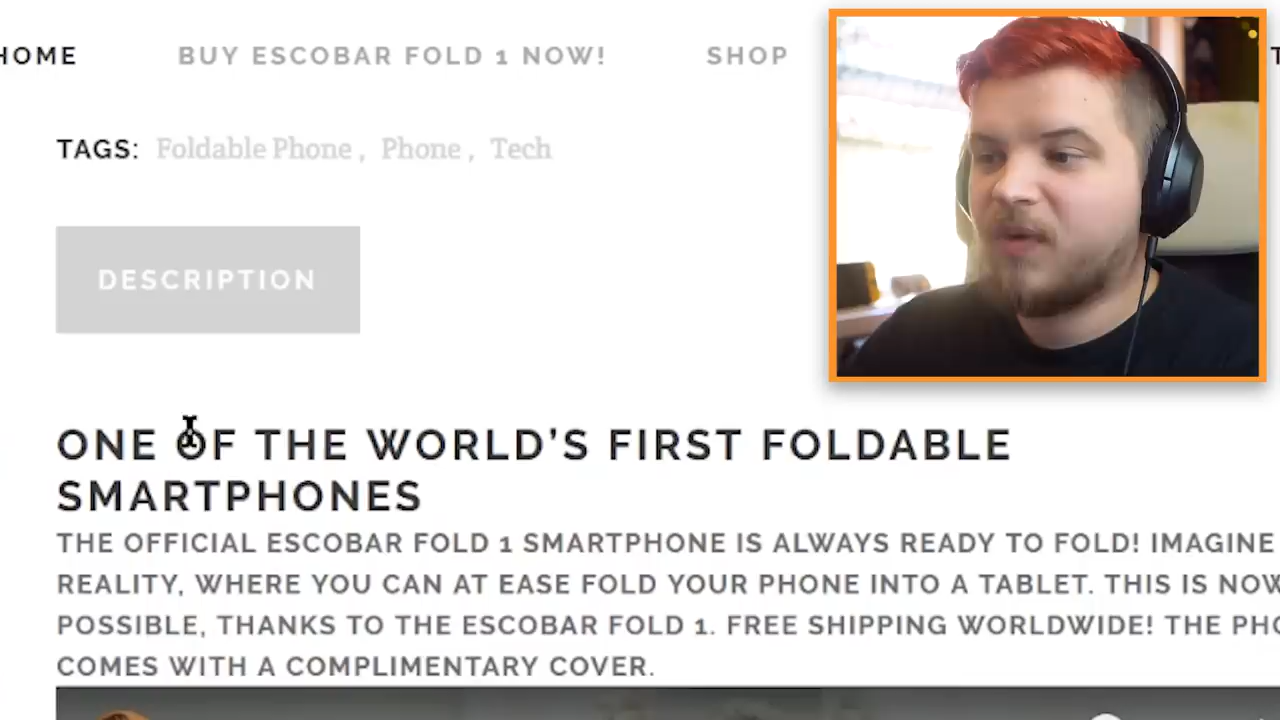 HOME BUY ESCOBAR FOLD 1 NOW! SHOP
TAGS: Foldable Phone , Phone , Tech
DESCRIPTION
ONE OF THE WORLD'S FIRST FOLDABLE
SMARTPHONES
THE OFFICIAL ESCOBAR FOLD 1 SMARTPHONE IS ALWAYS READY TO FOLD! IMAGINE
REALITY, WHERE YOU CAN AT EASE FOLD YOUR PHONE INTO A TABLET. THIS IS NOW
POSSIBLE, THANKS TO THE ESCOBAR FOLD 1. FREE SHIPPING WORLDWIDE! THE
COMES WITH A COMPLIMENTARY COVER.